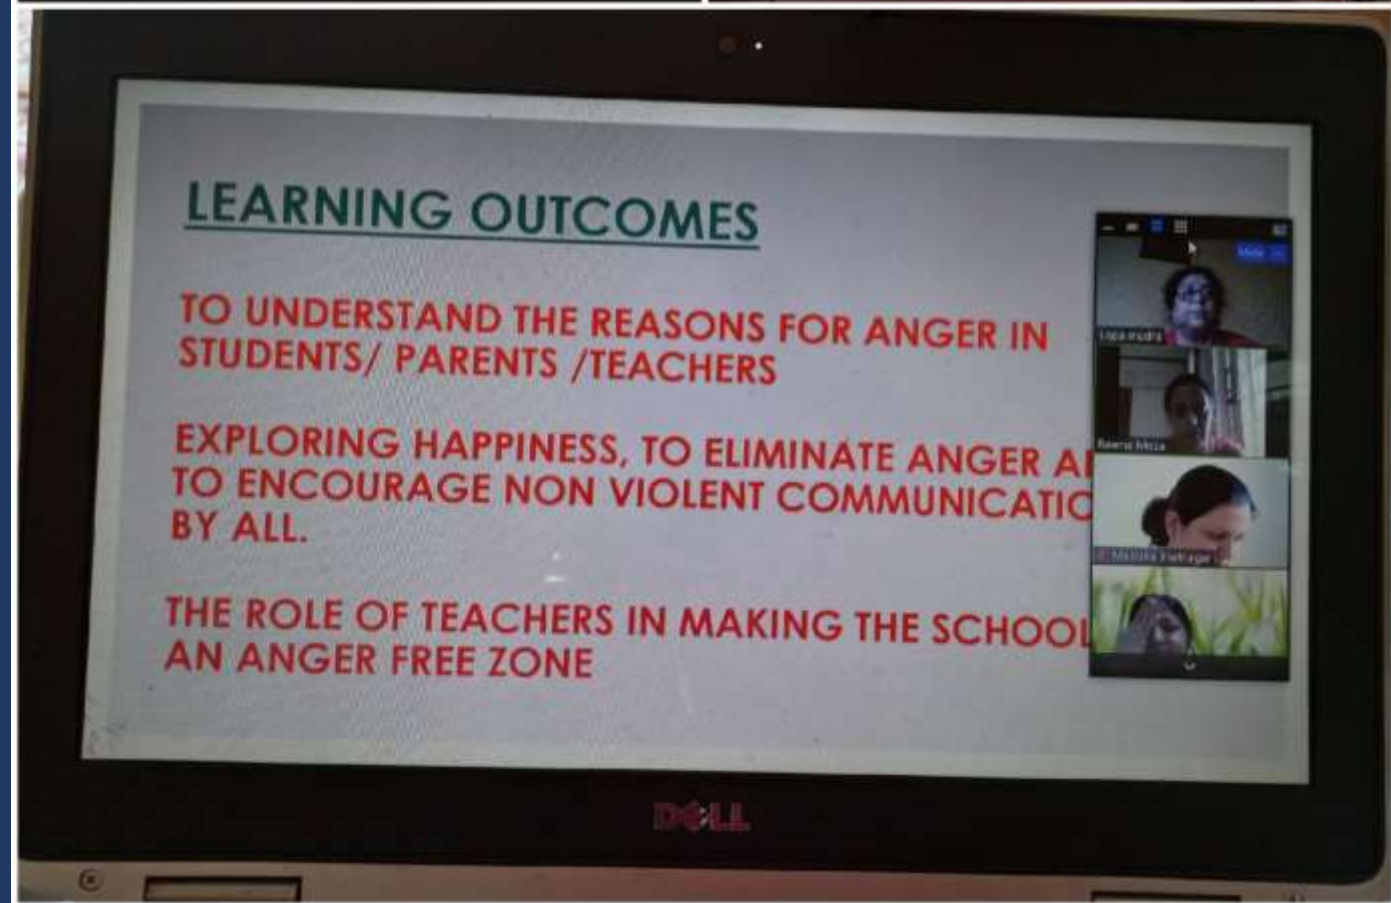 LEARNING OUTCOMES
TO UNDERSTAND THE REASONS FOR ANGER IN
STUDENTS/ PARENTS /TEACHERS
EXPLORING HAPPINESS, TO ELIMINATE ANGER
TO ENCOURAGE NON VIOLENT
BY ALL.
THE ROLE OF TEACHERS IN MAKING THE SCHOOL
AN ANGER FREE ZONE
DELL